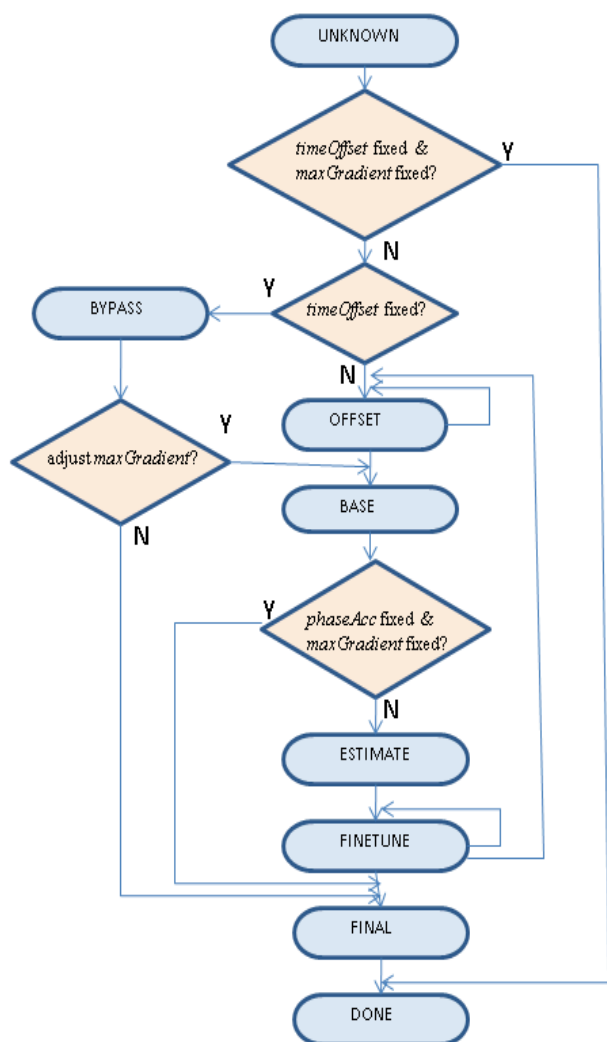 UNKNOWN
timeOffset fixed &
maxGradient fixed?
Y
N
Y
timeOffset fixed?
BYPASS
N
OFFSET
Y
adjust maxGradient?
BASE
N
Y
phaseAcc fixed &
maxGradient fixed?
N
ESTIMATE
FINETUNE
FINAL
DONE